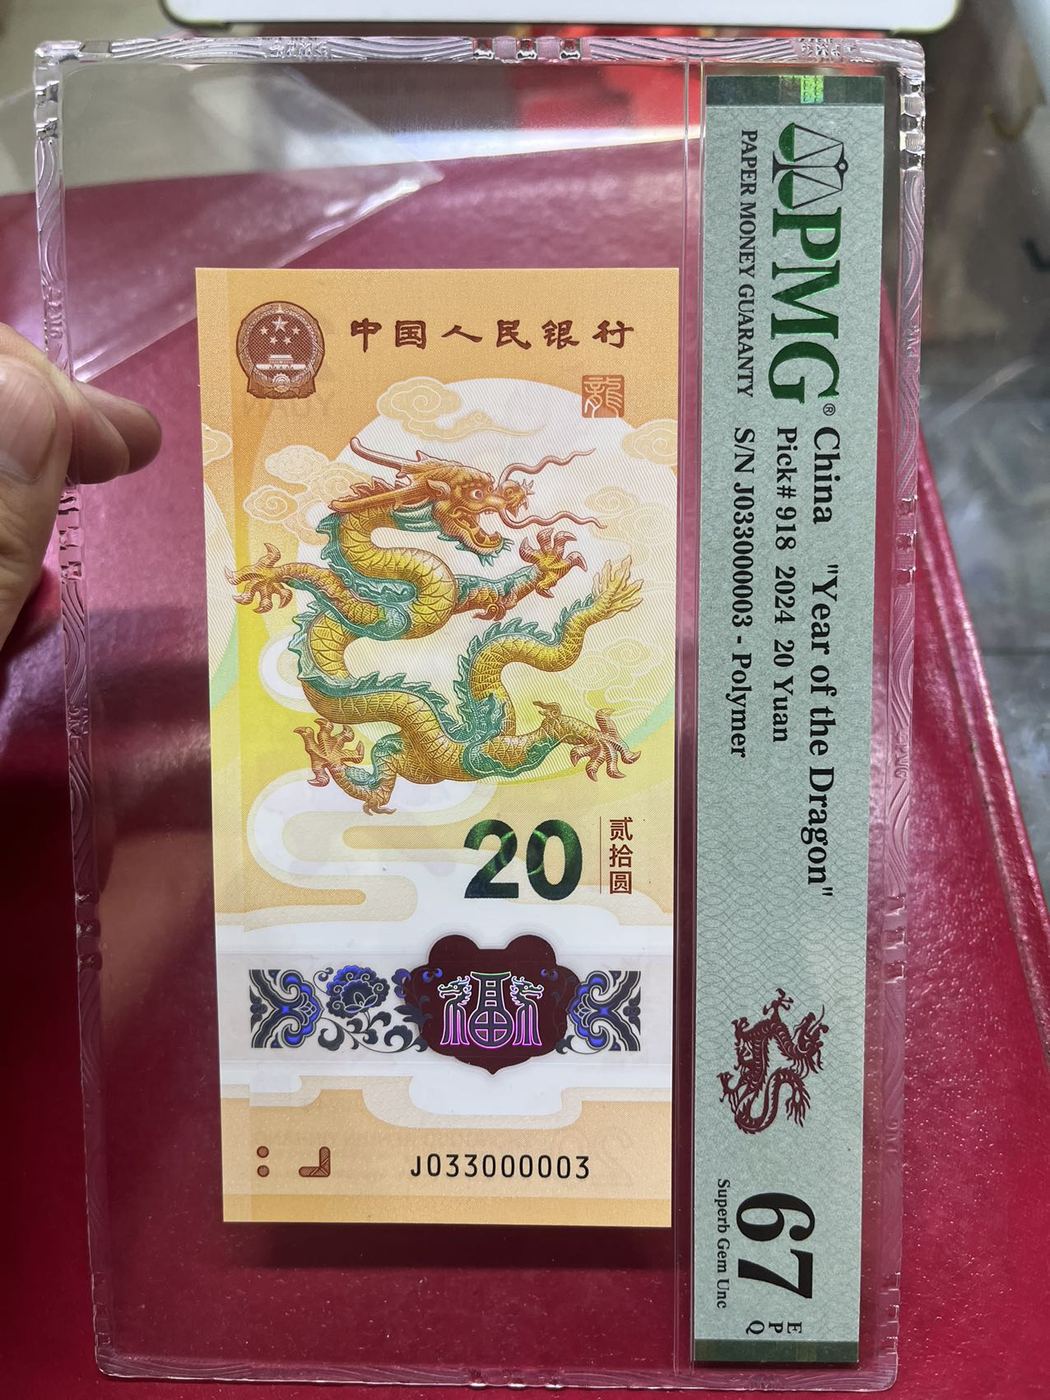 中国人民银行
龍
20
贰拾圆
福
J033000003
PMG®
PAPER MONEY GUARANTY
China "Year of the Dragon"
Pick# 918 2024 20 Yuan
S/N J033000003 - Polymer
67
EPQ
Superb Gem Unc